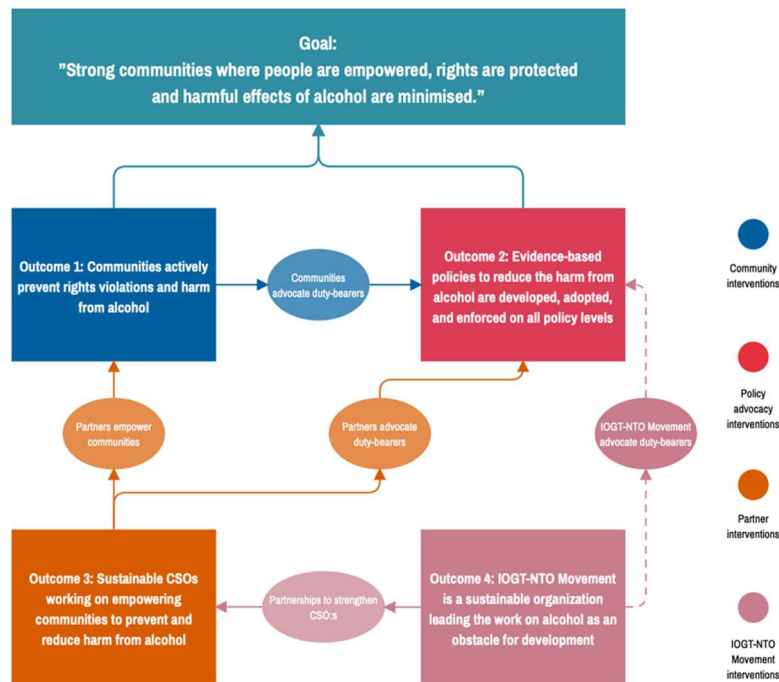 Goal:
”Strong communities where people are empowered, rights are protected
and harmful effects of alcohol are minimised.”
Outcome 1: Communities actively
prevent rights violations and harm
from alcohol
Communities
advocate duty-bearers
Outcome 2: Evidence-based
policies to reduce the harm from
alcohol are developed, adopted,
and enforced on all policy levels
Partners empower
communities
Partners advocate
duty-bearers
IOGT-NTO Movement
advocate duty-bearers
Outcome 3: Sustainable CSOs
working on empowering
communities to prevent and
reduce harm from alcohol
Partnerships to strengthen
CSO:s
Outcome 4: IOGT-NTO Movement
is a sustainable organization
leading the work on alcohol as an
obstacle for development
Community
interventions
Policy
advocacy
interventions
Partner
interventions
IOGT-NTO
Movement
interventions